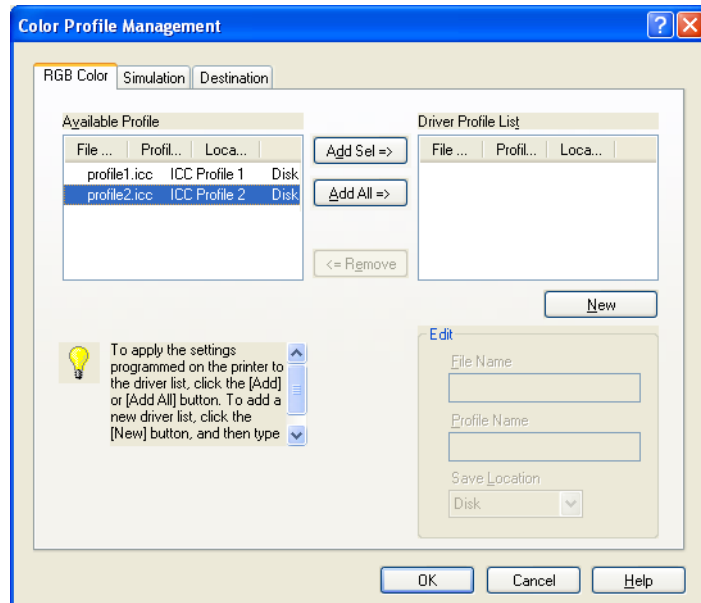 Color Profile Management
RGB Color Simulation Destination
Available Profile
File ... Profil... Loca...
profile1.icc ICC Profile 1 Disk
profile2.icc ICC Profile 2 Disk
Add Sel =>
Add All =>
<= Remove
Driver Profile List
File ... Profil... Loca...
New
To apply the settings
programmed on the printer to
the driver list, click the [Add]
or [Add All] button. To add a
new driver list, click the
[New] button, and then type
Edit
File Name
Profile Name
Save Location
Disk
OK Cancel Help